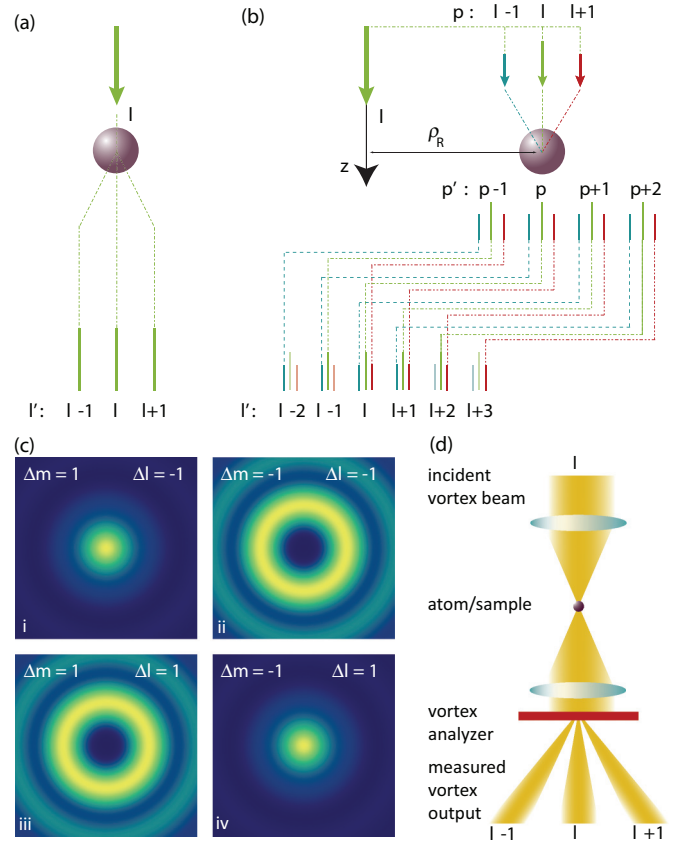 (a)
l
l': l -1 l l+1
(b)
p : l -1 l l+1
l
ρR
z
p' : p -1 p p+1 p+2
l': l -2 l -1 l l+1 l+2 l+3
(c)
Δm = 1 Δl = -1
i
Δm = -1 Δl = -1
ii
Δm = 1 Δl = 1
iii
Δm = -1 Δl = 1
iv
(d)
l
incident
vortex beam
atom/sample
vortex
analyzer
measured
vortex
output
l -1 l l +1